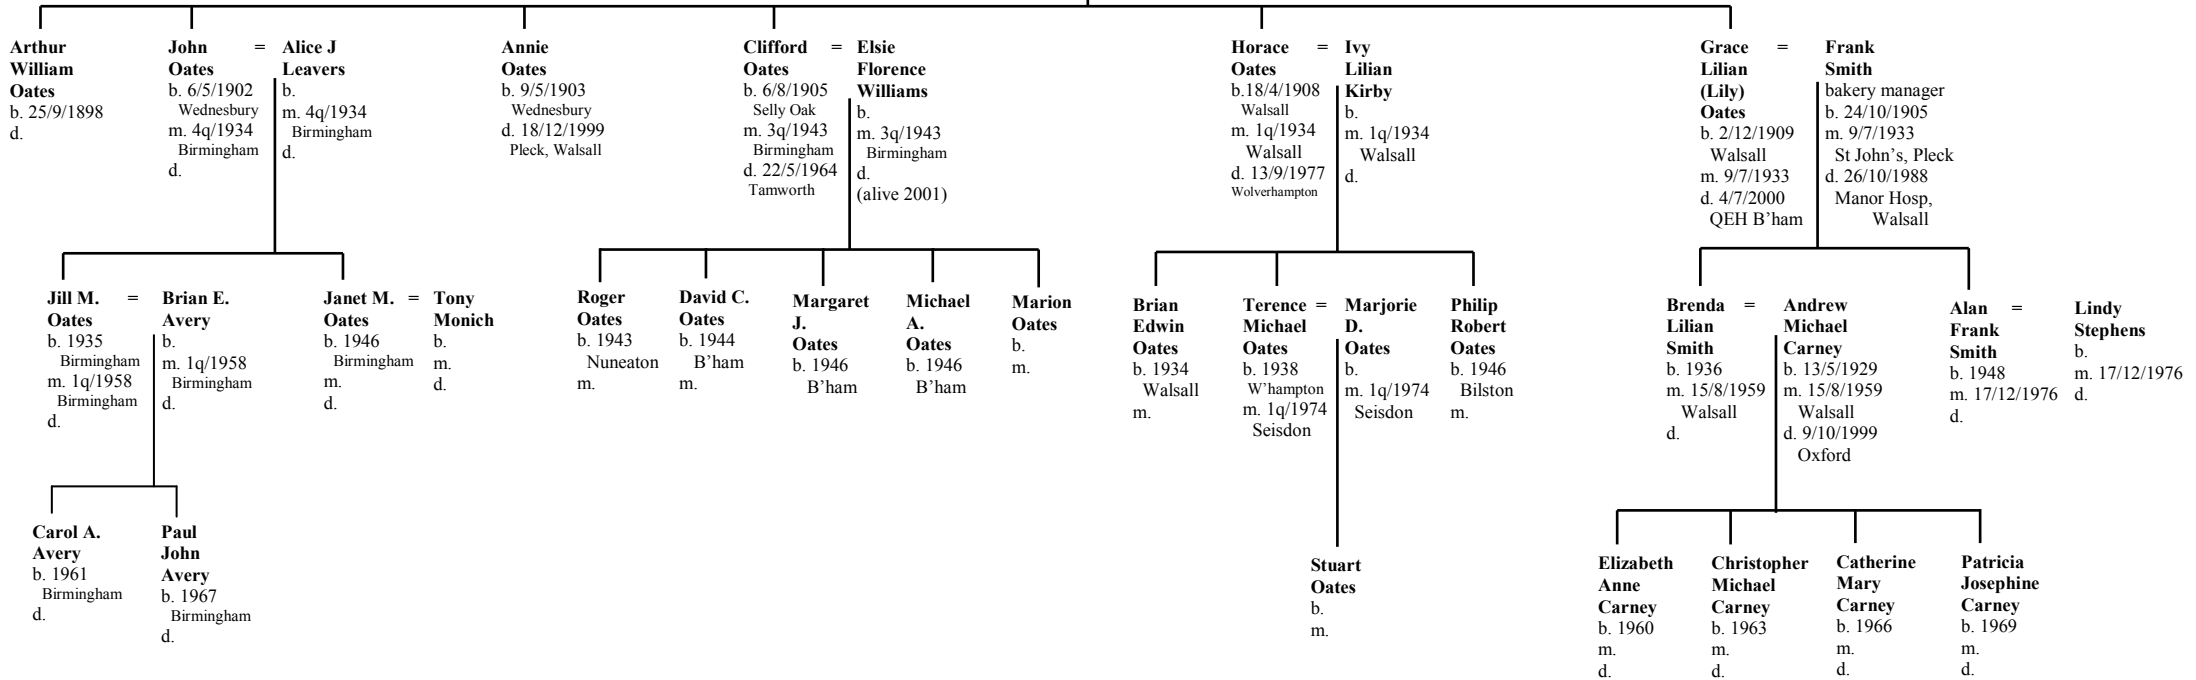 Arthur
William
Oates
b. 25/9/1898
d.
John =
Oates
b. 6/5/1902
Wednesbury
m. 4q/1934
Birmingham
d.
Alice J
Leavers
b.
m. 4q/1934
Birmingham
d.
Annie
Oates
b. 9/5/1903
Wednesbury
d. 18/12/1999
Pleck, Walsall
Clifford =
Oates
b. 6/8/1905
Selly Oak
m. 3q/1943
Birmingham
d. 22/5/1964
Tamworth
Elsie
Florence
Williams
b.
m. 3q/1943
Birmingham
d.
(alive 2001)
Horace =
Oates
b.18/4/1908
Walsall
m. 1q/1934
Walsall
d. 13/9/1977
Wolverhampton
Ivy
Lilian
Kirby
b.
m. 1q/1934
Walsall
d.
Grace =
Lilian
(Lily)
Oates
b. 2/12/1909
Walsall
m. 9/7/1933
d. 4/7/2000
QEH B’ham
Frank
Smith
bakery manager
b. 24/10/1905
m. 9/7/1933
St John’s, Pleck
d. 26/10/1988
Manor Hosp,
Walsall
Jill M. =
Oates
b. 1935
Birmingham
m. 1q/1958
Birmingham
d.
Brian E.
Avery
b.
m. 1q/1958
Birmingham
d.
Janet M. =
Oates
b. 1946
Birmingham
m.
d.
Tony
Monich
b.
m.
d.
Roger
Oates
b. 1943
Nuneaton
m.
David C.
Oates
b. 1944
B’ham
m.
Margaret
J.
Oates
b. 1946
B’ham
Michael
A.
Oates
b. 1946
B’ham
Marion
Oates
b.
m.
Brian
Edwin
Oates
b. 1934
Walsall
m.
Terence =
Michael
Oates
b. 1938
W’hampton
m. 1q/1974
Seisdon
Marjorie
D.
Oates
b.
m. 1q/1974
Seisdon
Philip
Robert
Oates
b. 1946
Bilston
m.
Brenda =
Lilian
Smith
b. 1936
m. 15/8/1959
Walsall
d.
Andrew
Michael
Carney
b. 13/5/1929
m. 15/8/1959
Walsall
d. 9/10/1999
Oxford
Alan =
Frank
Smith
b. 1948
m. 17/12/1976
d.
Lindy
Stephens
b.
m. 17/12/1976
d.
Carol A.
Avery
b. 1961
Birmingham
d.
Paul
John
Avery
b. 1967
Birmingham
d.
Stuart
Oates
b.
m.
Elizabeth
Anne
Carney
b. 1960
m.
d.
Christopher
Michael
Carney
b. 1963
m.
d.
Catherine
Mary
Carney
b. 1966
m.
d.
Patricia
Josephine
Carney
b. 1969
m.
d.